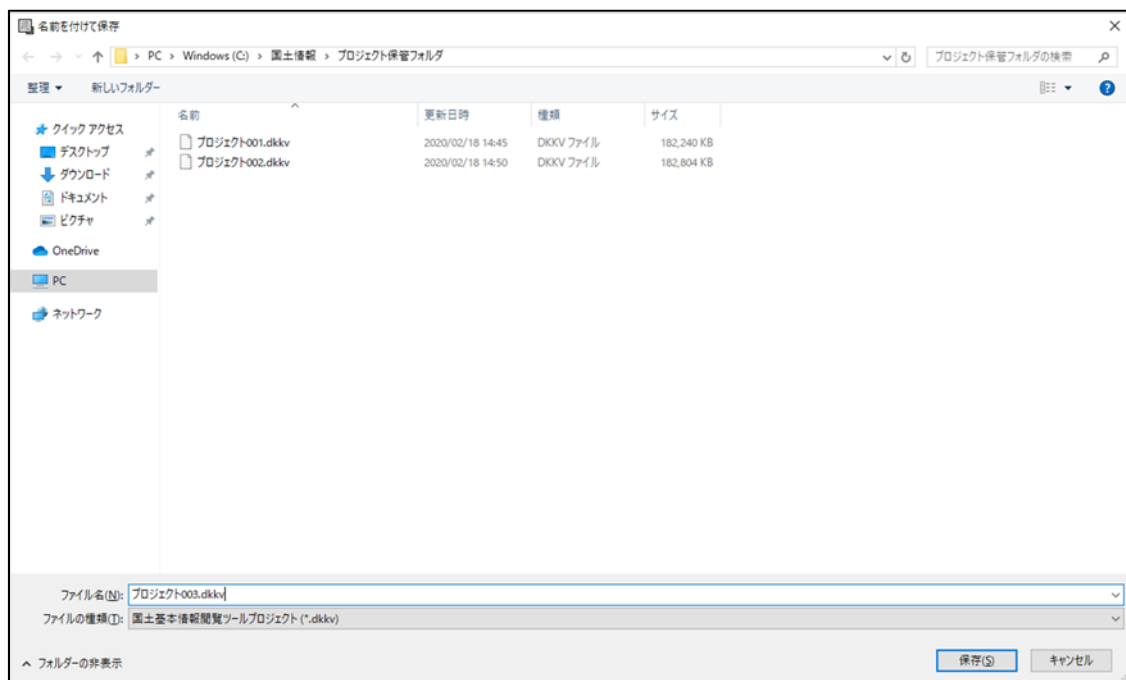 名前を付けて保存
PC › Windows (C:) › 国土情報 › プロジェクト保管フォルダ
プロジェクト保管フォルダの検索
整理 新しいフォルダー
名前 更新日時 種類 サイズ
クイック アクセス
プロジェクト001.dkkv 2020/02/18 14:45 DKKV ファイル 182,240 KB
デスクトップ
プロジェクト002.dkkv 2020/02/18 14:50 DKKV ファイル 182,804 KB
ダウンロード
ドキュメント
ピクチャ
OneDrive
PC
ネットワーク
ファイル名(N): プロジェクト003.dkkv
ファイルの種類(T): 国土基本情報閲覧ツールプロジェクト (*.dkkv)
フォルダーの非表示 保存(S) キャンセル